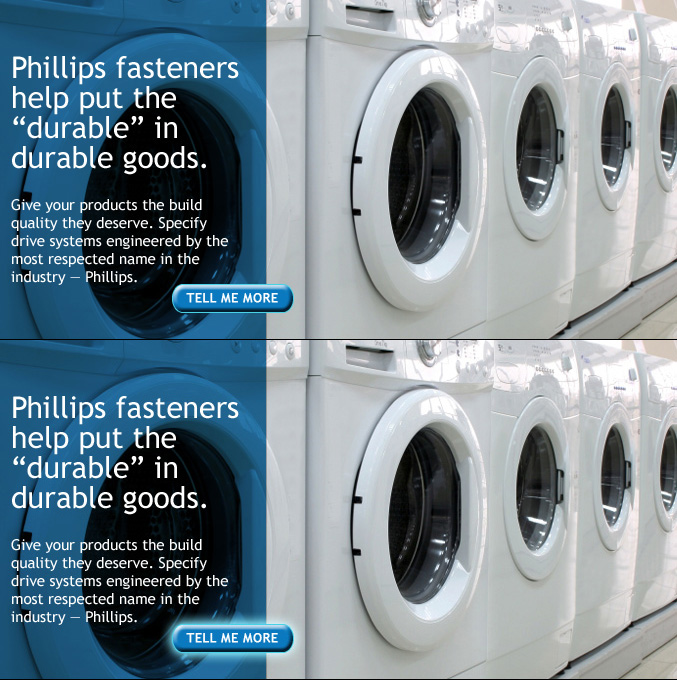 Phillips fasteners
help put the
“durable” in
durable goods.
Give your products the build
quality they deserve. Specify
drive systems engineered by the
most respected name in the
industry — Phillips.
TELL ME MORE
Phillips fasteners
help put the
“durable” in
durable goods.
Give your products the build
quality they deserve. Specify
drive systems engineered by the
most respected name in the
industry — Phillips.
TELL ME MORE